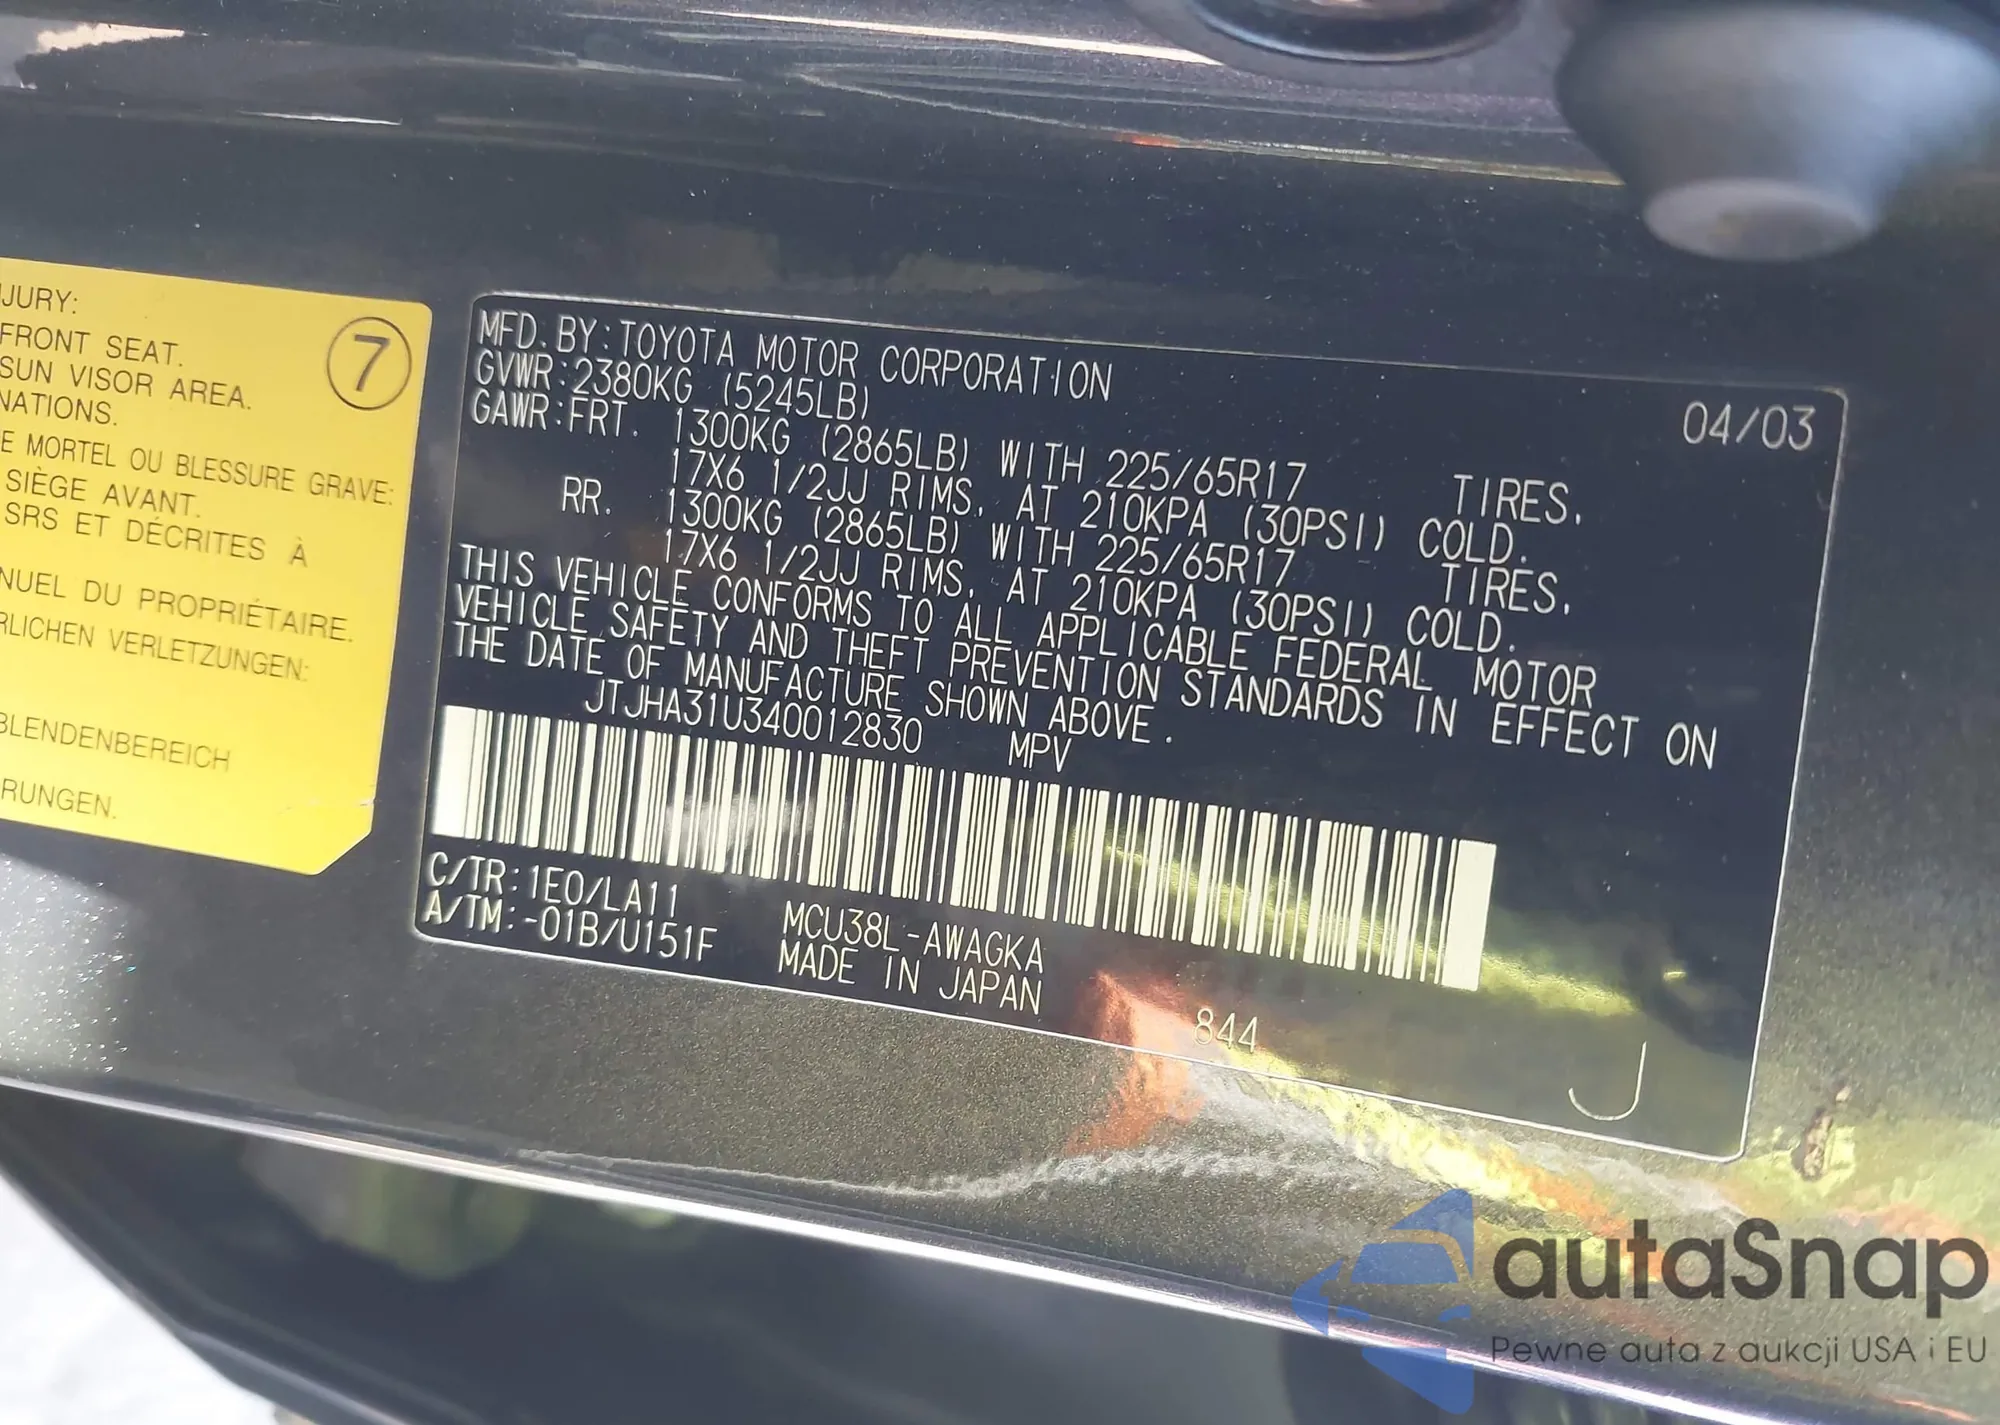 JURY:
FRONT SEAT.
SUN VISOR AREA.
NATIONS.
7
E MORTEL OU BLESSURE GRAVE:
SIÈGE AVANT.
SRS ET DÉCRITES À
NUEL DU PROPRIÉTAIRE.
RLICHEN VERLETZUNGEN:
BLENDENBEREICH
RUNGEN.
MFD. BY: TOYOTA MOTOR CORPORATION 04/03
GVWR: 2380KG (5245LB)
GAWR: FRT. 1300KG (2865LB) WITH 225/65R17 TIRES,
17X6 1/2JJ RIMS, AT 210KPA (30PSI) COLD.
RR. 1300KG (2865LB) WITH 225/65R17 TIRES,
17X6 1/2JJ RIMS, AT 210KPA (30PSI) COLD.
THIS VEHICLE CONFORMS TO ALL APPLICABLE FEDERAL MOTOR
VEHICLE SAFETY AND THEFT PREVENTION STANDARDS IN EFFECT ON
THE DATE OF MANUFACTURE SHOWN ABOVE.
JTJHA31U340012830 MPV
C/TR: 1E0/LA11 MCU38L-AWAGKA
A/TM: -01B/U151F MADE IN JAPAN
844
J
autaSnap
Pewne auta z aukcji USA i EU